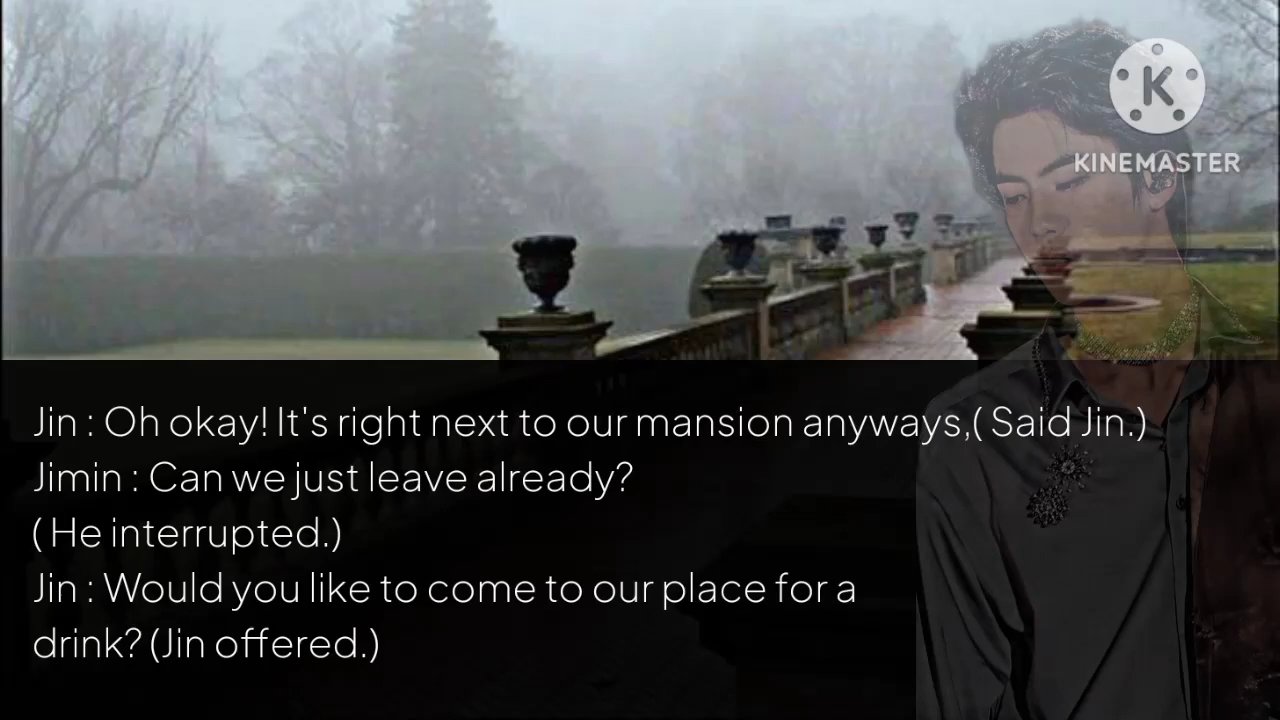 K
KINEMASTER
Jin : Oh okay! It's right next to our mansion anyways,( Said Jin.)
Jimin : Can we just leave already?
( He interrupted.)
Jin : Would you like to come to our place for a
drink? (Jin offered.)